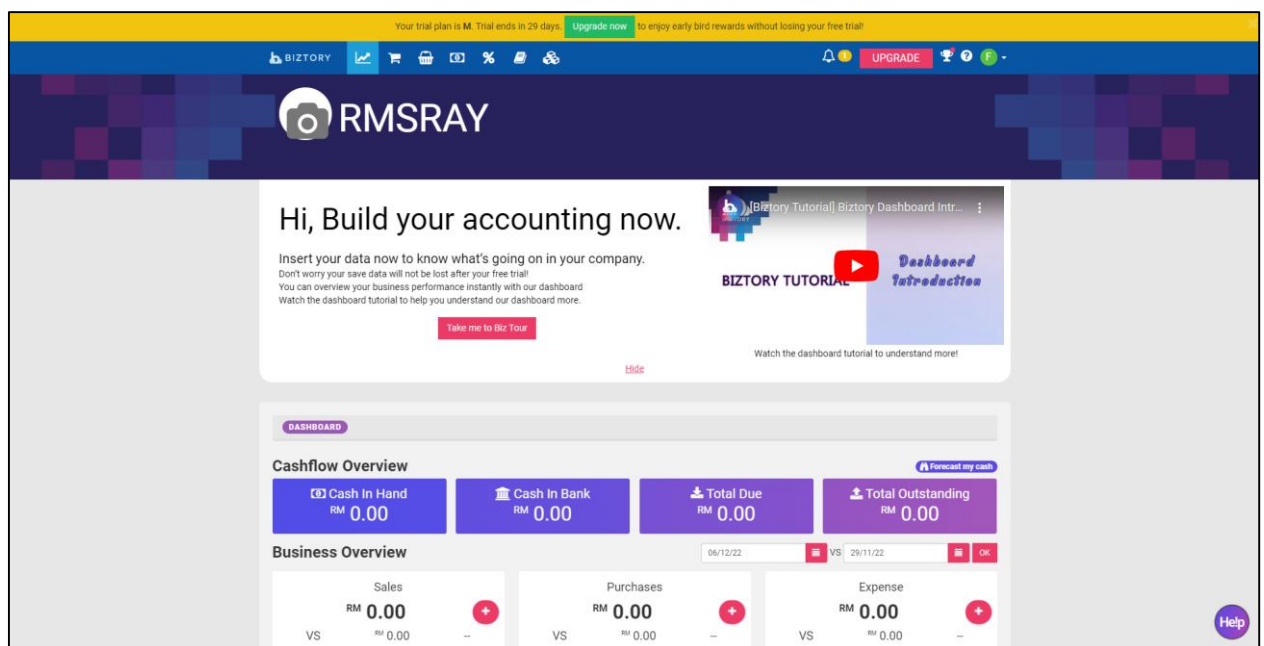 Your trial plan is M. Trial ends in 29 days. Upgrade now to enjoy early bird rewards without losing your free trial!
BIZTORY
1 UPGRADE F
RMSRAY
Hi, Build your accounting now.
Insert your data now to know what's going on in your company.
Don't worry your save data will not be lost after your free trial!
You can overview your business performance instantly with our dashboard
Watch the dashboard tutorial to help you understand our dashboard more.
Take me to Biz Tour
Hide
[Biztory Tutorial] Biztory Dashboard Intr...
BIZTORY TUTORIAL
Dashboard
Introduction
Watch the dashboard tutorial to understand more!
DASHBOARD
Cashflow Overview
Forecast my cash
Cash In Hand
RM 0.00
Cash In Bank
RM 0.00
Total Due
RM 0.00
Total Outstanding
RM 0.00
Business Overview
06/12/22 VS 29/11/22 OK
Sales
RM 0.00
VS RM 0.00 --
Purchases
RM 0.00
VS RM 0.00 --
Expense
RM 0.00
VS RM 0.00 --
Help